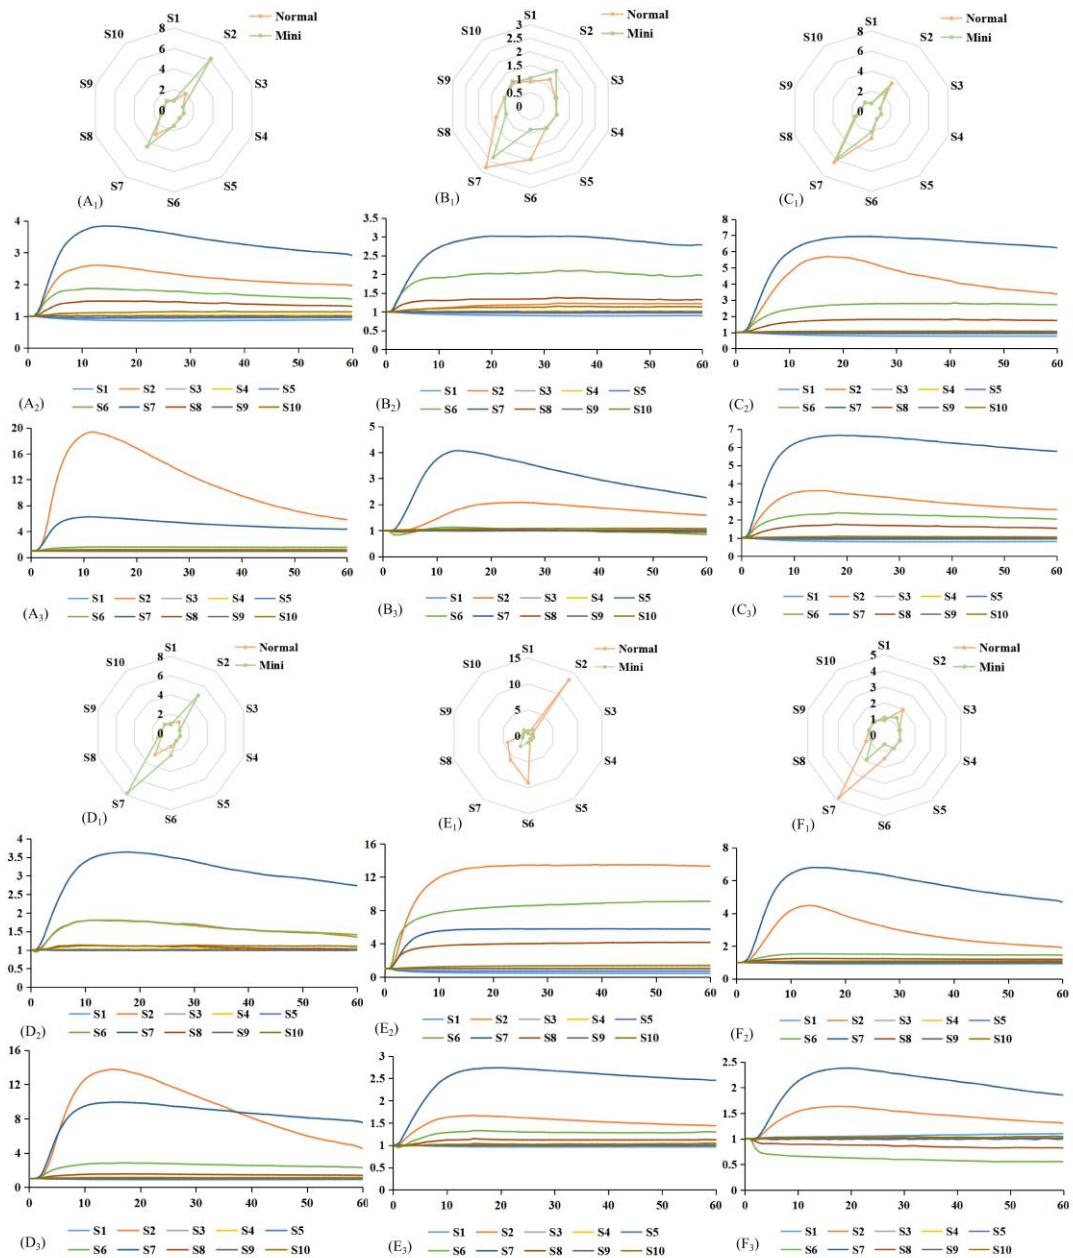 S1 S2 S3 S4 S5 S6 S7 S8 S9 S10
8 6 4 2 0
Normal
Mini
(A1)
S1 S2 S3 S4 S5 S6 S7 S8 S9 S10
3 2.5 2 1.5 1 0.5 0
Normal
Mini
(B1)
S1 S2 S3 S4 S5 S6 S7 S8 S9 S10
8 6 4 2 0
Normal
Mini
(C1)
4 3 2 1 0
0 10 20 30 40 50 60
S1 S2 S3 S4 S5
S6 S7 S8 S9 S10
(A2)
3.5 3 2.5 2 1.5 1 0.5 0
0 10 20 30 40 50 60
S1 S2 S3 S4 S5
S6 S7 S8 S9 S10
(B2)
8 7 6 5 4 3 2 1 0
0 10 20 30 40 50 60
S1 S2 S3 S4 S5
S6 S7 S8 S9 S10
(C2)
20 16 12 8 4 0
0 10 20 30 40 50 60
S1 S2 S3 S4 S5
S6 S7 S8 S9 S10
(A3)
5 4 3 2 1 0
0 10 20 30 40 50 60
S1 S2 S3 S4 S5
S6 S7 S8 S9 S10
(B3)
7 6 5 4 3 2 1 0
0 10 20 30 40 50 60
S1 S2 S3 S4 S5
S6 S7 S8 S9 S10
(C3)
S1 S2 S3 S4 S5 S6 S7 S8 S9 S10
8 6 4 2 0
Normal
Mini
(D1)
S1 S2 S3 S4 S5 S6 S7 S8 S9 S10
15 10 5 0
Normal
Mini
(E1)
S1 S2 S3 S4 S5 S6 S7 S8 S9 S10
5 4 3 2 1 0
Normal
Mini
(F1)
4 3.5 3 2.5 2 1.5 1 0.5 0
0 10 20 30 40 50 60
S1 S2 S3 S4 S5
S6 S7 S8 S9 S10
(D2)
16 12 8 4 0
0 10 20 30 40 50 60
S1 S2 S3 S4 S5
S6 S7 S8 S9 S10
(E2)
8 6 4 2 0
0 10 20 30 40 50 60
S1 S2 S3 S4 S5
S6 S7 S8 S9 S10
(F2)
16 12 8 4 0
0 10 20 30 40 50 60
S1 S2 S3 S4 S5
S6 S7 S8 S9 S10
(D3)
3 2.5 2 1.5 1 0.5 0
0 10 20 30 40 50 60
S1 S2 S3 S4 S5
S6 S7 S8 S9 S10
(E3)
2.5 2 1.5 1 0.5 0
0 10 20 30 40 50 60
S1 S2 S3 S4 S5
S6 S7 S8 S9 S10
(F3)